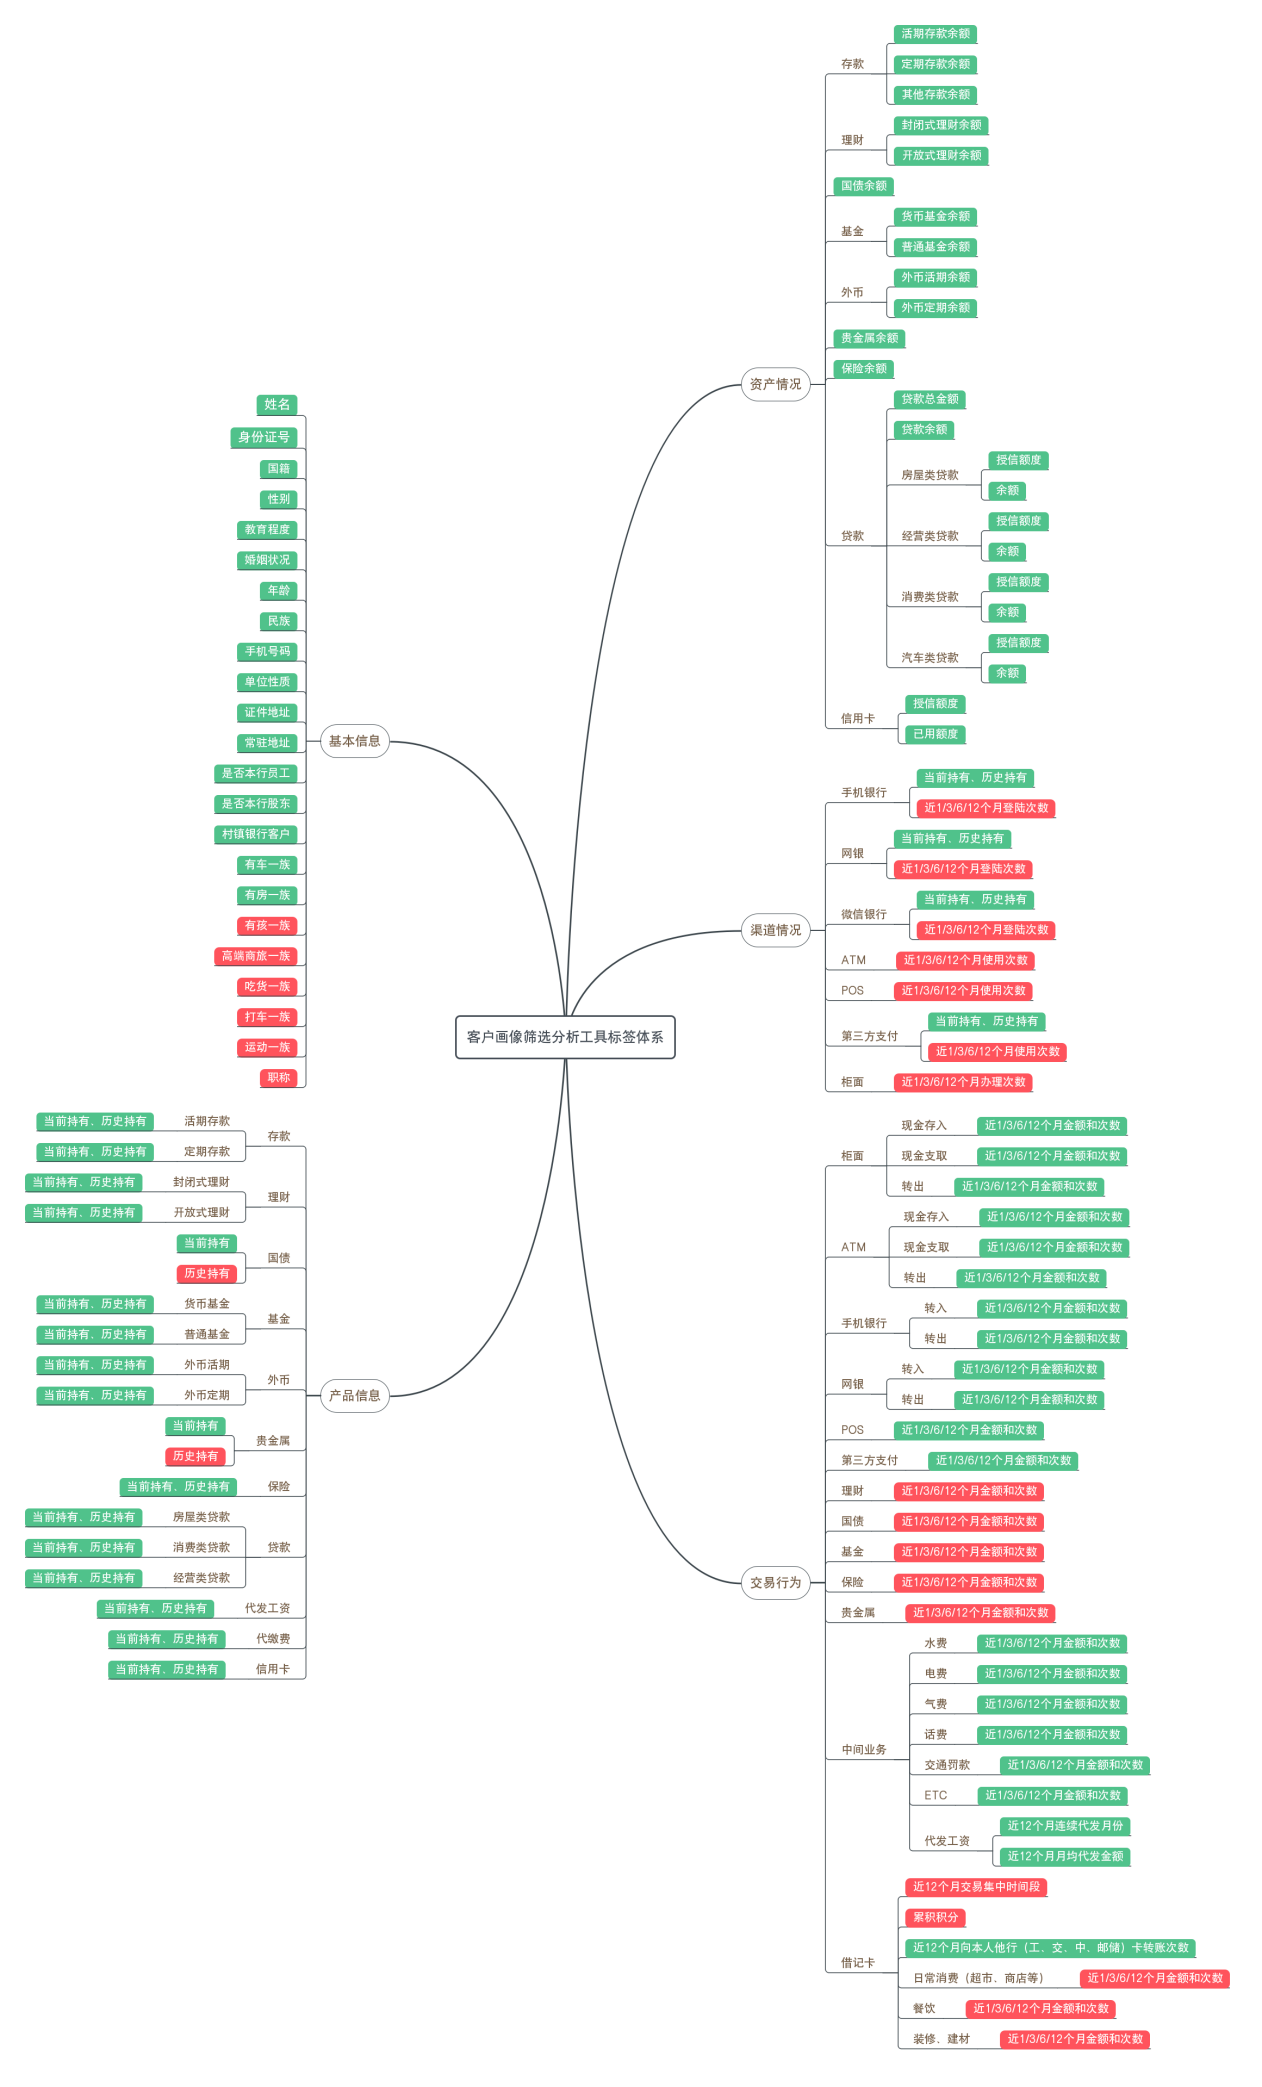 客户画像筛选分析工具标签体系
基本信息
姓名
身份证号
国籍
性别
教育程度
婚姻状况
年龄
民族
手机号码
单位性质
证件地址
常驻地址
是否本行员工
是否本行股东
村镇银行客户
有车一族
有房一族
有孩一族
高端商旅一族
吃货一族
打车一族
运动一族
职称
产品信息
存款
活期存款
当前持有、历史持有
定期存款
当前持有、历史持有
理财
封闭式理财
当前持有、历史持有
开放式理财
当前持有、历史持有
国债
当前持有
历史持有
基金
货币基金
当前持有、历史持有
普通基金
当前持有、历史持有
外币
外币活期
当前持有、历史持有
外币定期
当前持有、历史持有
贵金属
当前持有
历史持有
保险
当前持有、历史持有
贷款
房屋类贷款
当前持有、历史持有
消费类贷款
当前持有、历史持有
经营类贷款
当前持有、历史持有
代发工资
当前持有、历史持有
代缴费
当前持有、历史持有
信用卡
当前持有、历史持有
资产情况
存款
活期存款余额
定期存款余额
其他存款余额
理财
封闭式理财余额
开放式理财余额
国债余额
基金
货币基金余额
普通基金余额
外币
外币活期余额
外币定期余额
贵金属余额
保险余额
贷款
贷款总金额
贷款余额
房屋类贷款
授信额度
余额
经营类贷款
授信额度
余额
消费类贷款
授信额度
余额
汽车类贷款
授信额度
余额
信用卡
授信额度
已用额度
渠道情况
手机银行
当前持有、历史持有
近1/3/6/12个月登陆次数
网银
当前持有、历史持有
近1/3/6/12个月登陆次数
微信银行
当前持有、历史持有
近1/3/6/12个月登陆次数
ATM
近1/3/6/12个月使用次数
POS
近1/3/6/12个月使用次数
第三方支付
当前持有、历史持有
近1/3/6/12个月使用次数
柜面
近1/3/6/12个月办理次数
交易行为
柜面
现金存入
近1/3/6/12个月金额和次数
现金支取
近1/3/6/12个月金额和次数
转出
近1/3/6/12个月金额和次数
ATM
现金存入
近1/3/6/12个月金额和次数
现金支取
近1/3/6/12个月金额和次数
转出
近1/3/6/12个月金额和次数
手机银行
转入
近1/3/6/12个月金额和次数
转出
近1/3/6/12个月金额和次数
网银
转入
近1/3/6/12个月金额和次数
转出
近1/3/6/12个月金额和次数
POS
近1/3/6/12个月金额和次数
第三方支付
近1/3/6/12个月金额和次数
理财
近1/3/6/12个月金额和次数
国债
近1/3/6/12个月金额和次数
基金
近1/3/6/12个月金额和次数
保险
近1/3/6/12个月金额和次数
贵金属
近1/3/6/12个月金额和次数
中间业务
水费
近1/3/6/12个月金额和次数
电费
近1/3/6/12个月金额和次数
气费
近1/3/6/12个月金额和次数
话费
近1/3/6/12个月金额和次数
交通罚款
近1/3/6/12个月金额和次数
ETC
近1/3/6/12个月金额和次数
代发工资
近12个月连续代发月份
近12个月月均代发金额
借记卡
近12个月交易集中时间段
累积积分
近12个月向本人他行（工、交、中、邮储）卡转账次数
日常消费（超市、商店等）
近1/3/6/12个月金额和次数
餐饮
近1/3/6/12个月金额和次数
装修、建材
近1/3/6/12个月金额和次数